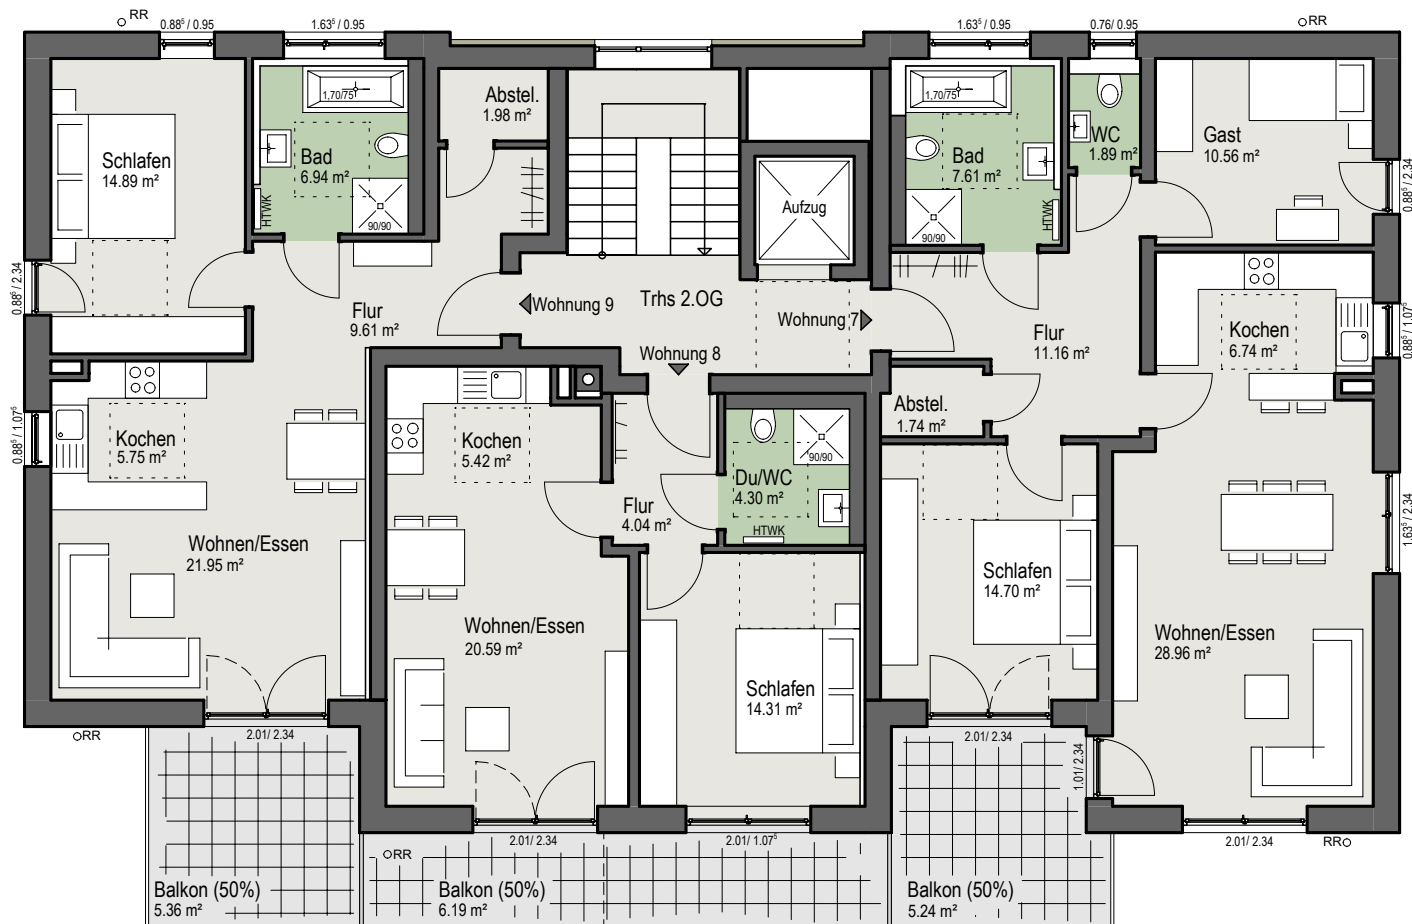 RR
0.88⁵ / 0.95
1.63⁵ / 0.95
1.63⁵ / 0.95
0.76/ 0.95
RR
Schlafen
14.89 m²
1,70/75
Bad
6.94 m²
HTWK
90/90
Abstel.
1.98 m²
Aufzug
1,70/75
Bad
7.61 m²
HTWK
90/90
WC
1.89 m²
Gast
10.56 m²
0.88⁵ / 2.34
0.88⁵ / 2.34
Flur
9.61 m²
Wohnung 9
Trhs 2.OG
Wohnung 7
Wohnung 8
Flur
11.16 m²
Kochen
6.74 m²
0.88⁵ / 1.07⁵
0.88⁵ / 1.07⁵
Kochen
5.75 m²
Kochen
5.42 m²
Abstel.
1.74 m²
90/90
Du/WC
4.30 m²
HTWK
Flur
4.04 m²
1.63⁵ / 2.34
Wohnen/Essen
21.95 m²
Schlafen
14.70 m²
Wohnen/Essen
20.59 m²
Wohnen/Essen
28.96 m²
Schlafen
14.31 m²
RR
2.01/ 2.34
2.01/ 2.34
1.01/ 2.34
2.01/ 2.34
2.01/ 1.07⁵
2.01/ 2.34
RR
RR
Balkon (50%)
5.36 m²
Balkon (50%)
6.19 m²
Balkon (50%)
5.24 m²